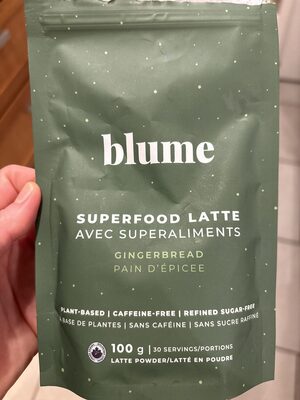 blume
SUPERFOOD LATTE
AVEC SUPERALIMENTS
GINGERBREAD
PAIN D'ÉPICEE
PLANT-BASED | CAFFEINE-FREE | REFINED SUGAR-FREE
À BASE DE PLANTES | SANS CAFÉINE | SANS SUCRE RAFFINÉ
100 g | 30 SERVINGS/PORTIONS
LATTE POWDER/LATTÉ EN POUDRE